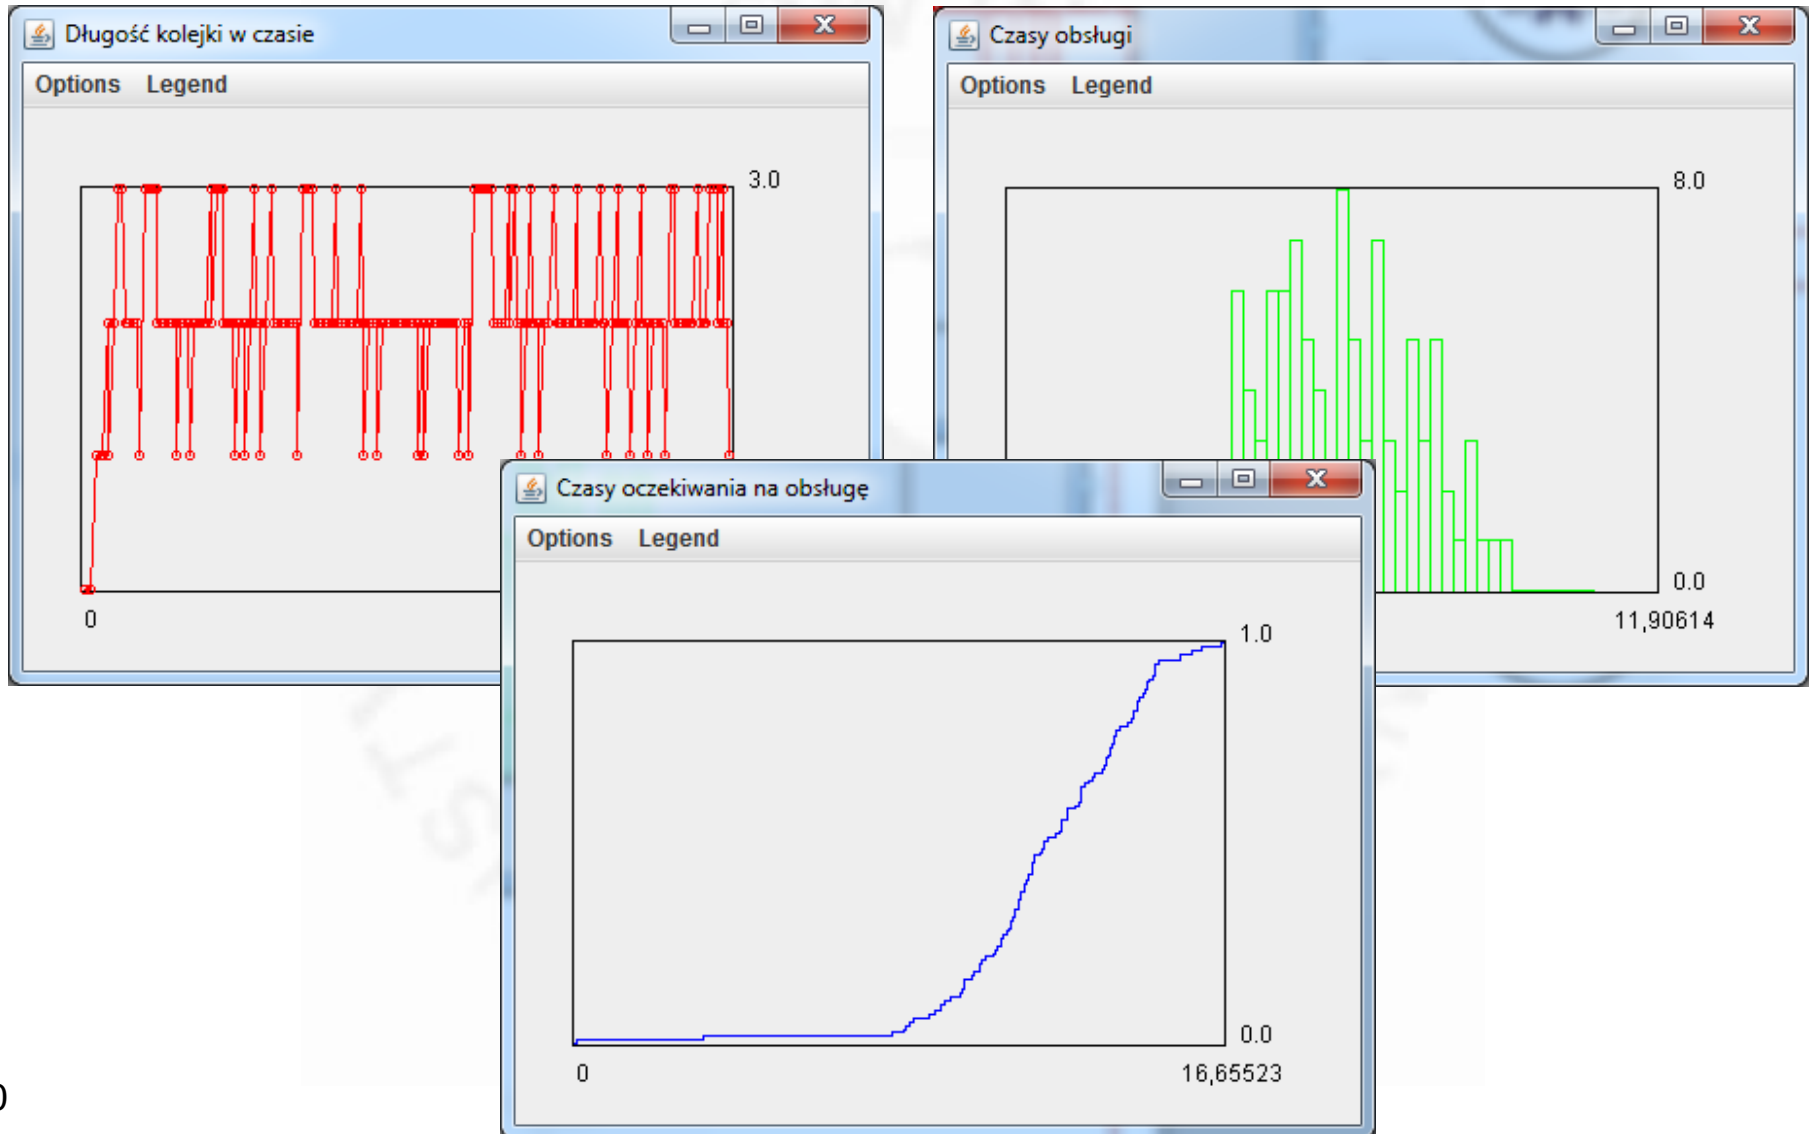 Długość kolejki w czasie
Options Legend
3.0
0
Czasy obsługi
Options Legend
8.0
0.0
11,90614
Czasy oczekiwania na obsługę
Options Legend
1.0
0.0
0
16,65523